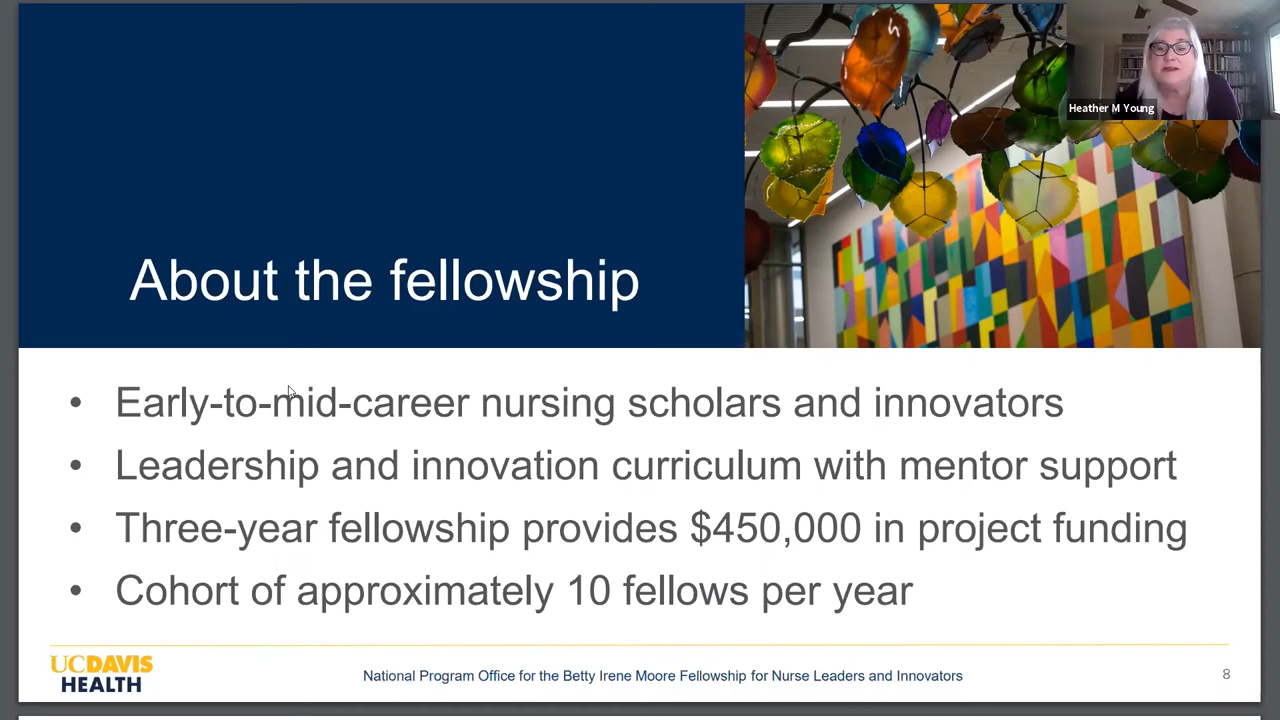 Heather M Young
About the fellowship
• Early-to-mid-career nursing scholars and innovators
• Leadership and innovation curriculum with mentor support
• Three-year fellowship provides $450,000 in project funding
• Cohort of approximately 10 fellows per year
UCDAVIS
HEALTH
National Program Office for the Betty Irene Moore Fellowship for Nurse Leaders and Innovators
8